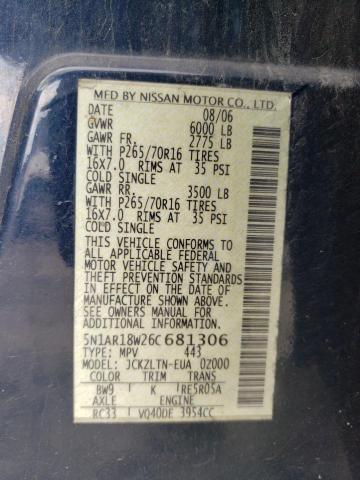 MFD BY NISSAN MOTOR CO., LTD.
DATE 08/06
GVWR 6000 LB
GAWR FR. 2775 LB
WITH P265/70R16 TIRES
16X7.0 RIMS AT 35 PSI
COLD SINGLE
GAWR RR. 3500 LB
WITH P265/70R16 TIRES
16X7.0 RIMS AT 35 PSI
COLD SINGLE
THIS VEHICLE CONFORMS TO
ALL APPLICABLE FEDERAL
MOTOR VEHICLE SAFETY AND
THEFT PREVENTION STANDARDS
IN EFFECT ON THE DATE OF
MANUFACTURE SHOWN ABOVE.
SEE OWNERS MANUAL FOR
ADDITIONAL INFORMATION
5N1AR18W26C681306
TYPE: MPV 443
MODEL: JCKZLTN-EUA 02000
COLOR TRIM TRANS
BW9 K RE5R05A
AXLE ENGINE
RC33 VQ40DE 3954CC